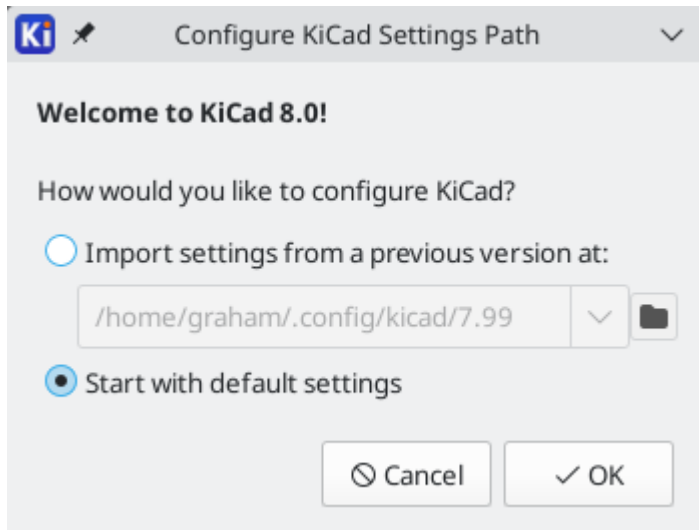 Ki Configure KiCad Settings Path
Welcome to KiCad 8.0!
How would you like to configure KiCad?
Import settings from a previous version at:
/home/graham/.config/kicad/7.99
Start with default settings
Cancel OK